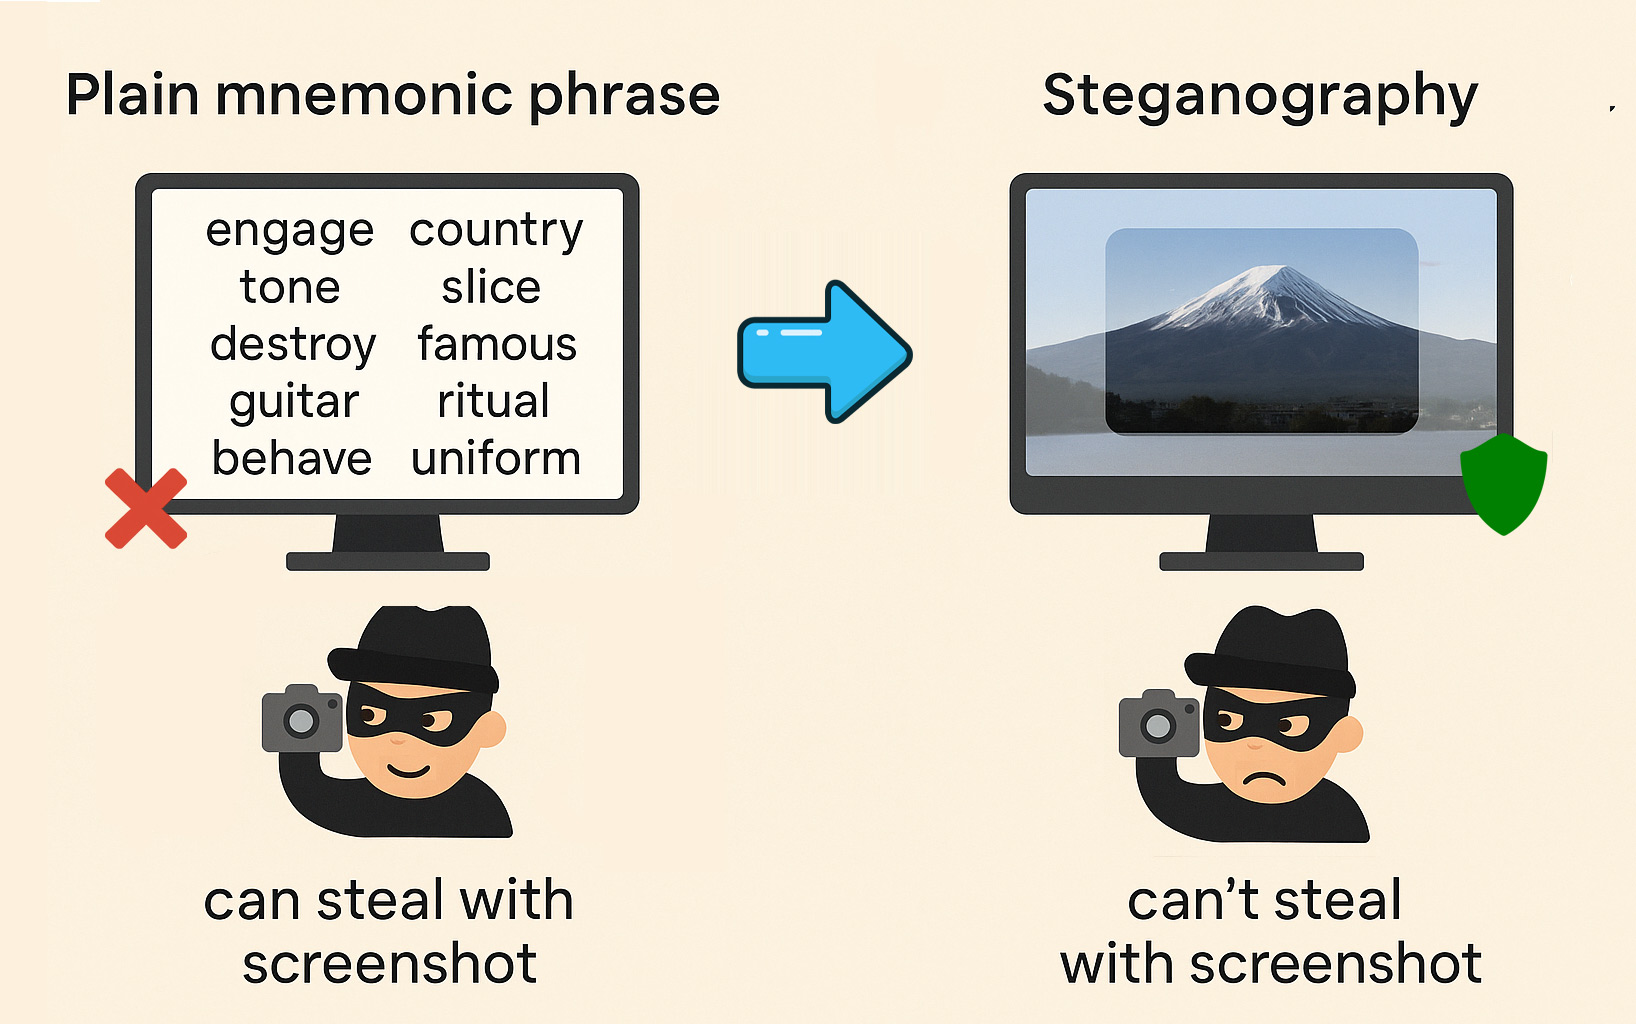 Plain mnemonic phrase
Steganography
engage country
tone slice
destroy famous
guitar ritual
behave uniform
can steal with
screenshot
can’t steal
with screenshot